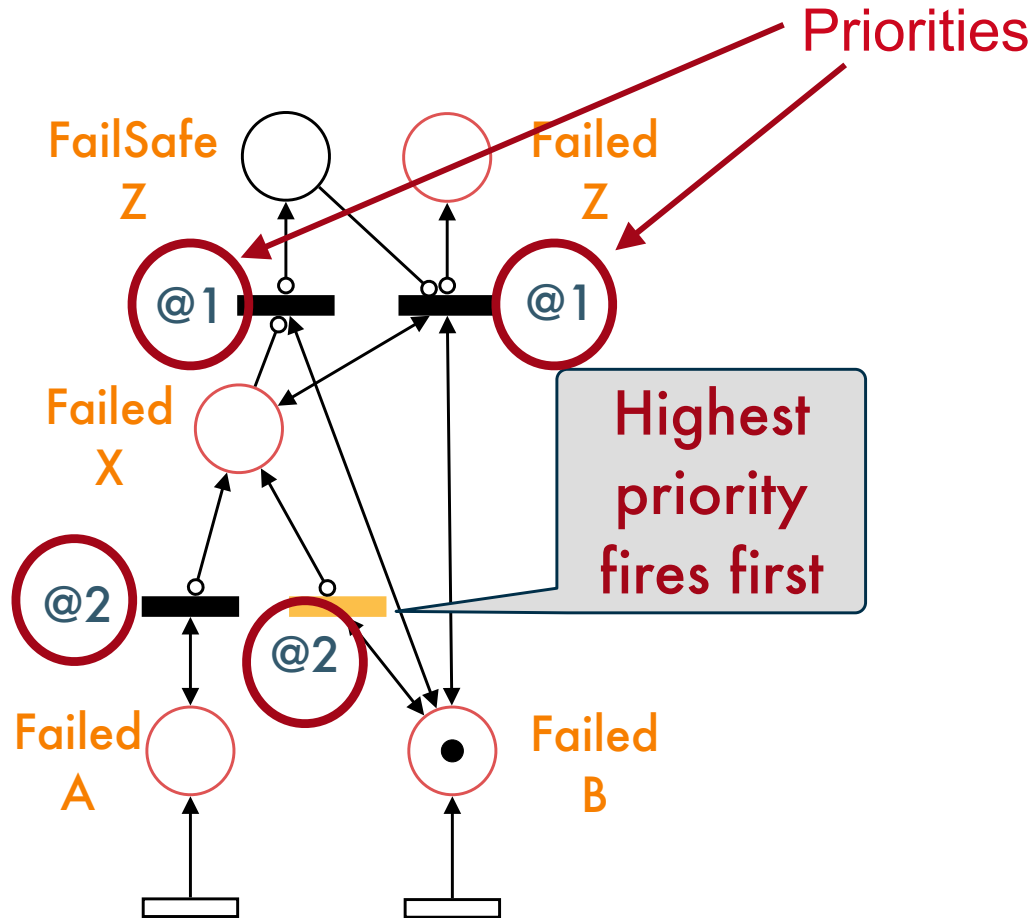 Priorities
FailSafe
Z
Failed
Z
@1
@1
Failed
X
Highest
priority
fires first
@2
@2
Failed
A
Failed
B